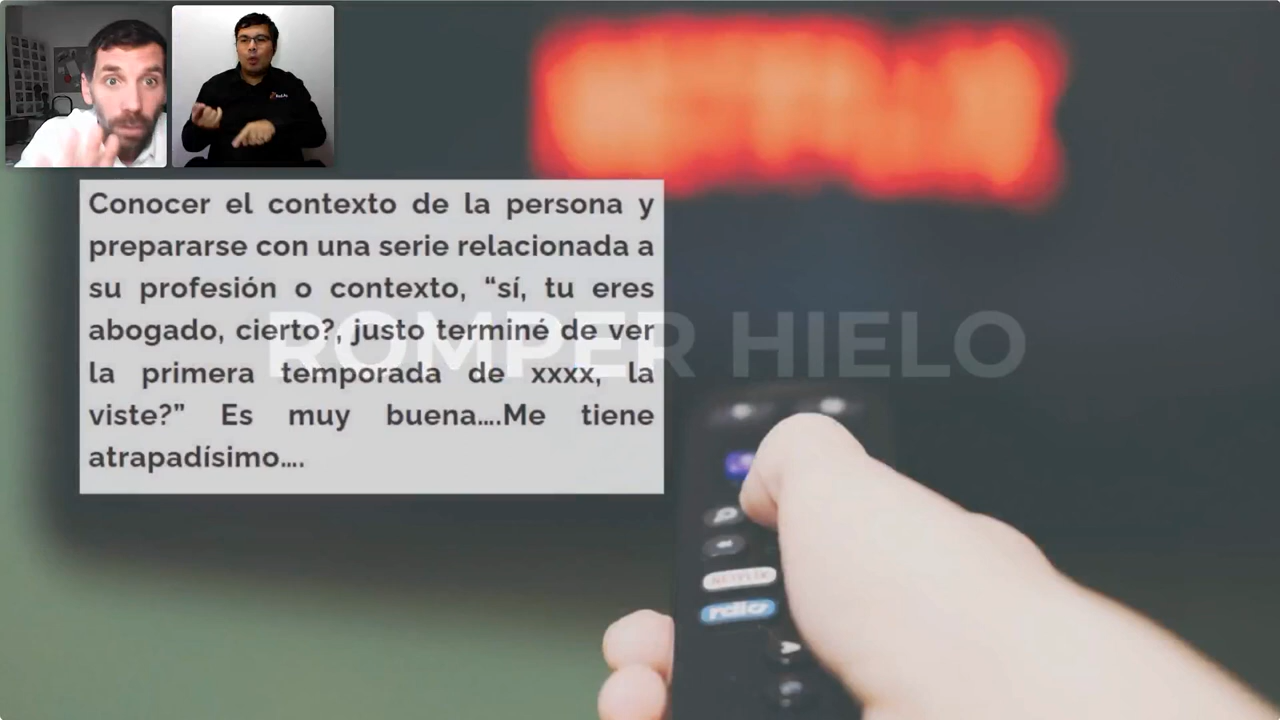 Conocer el contexto de la persona y
prepararse con una serie relacionada a
su profesión o contexto, “sí, tu eres
abogado, cierto?, justo terminé de ver
la primera temporada de xxxx, la
viste?” Es muy buena....Me tiene
atrapadísimo....
ROMPER HIELO
NETFLIX
rdio